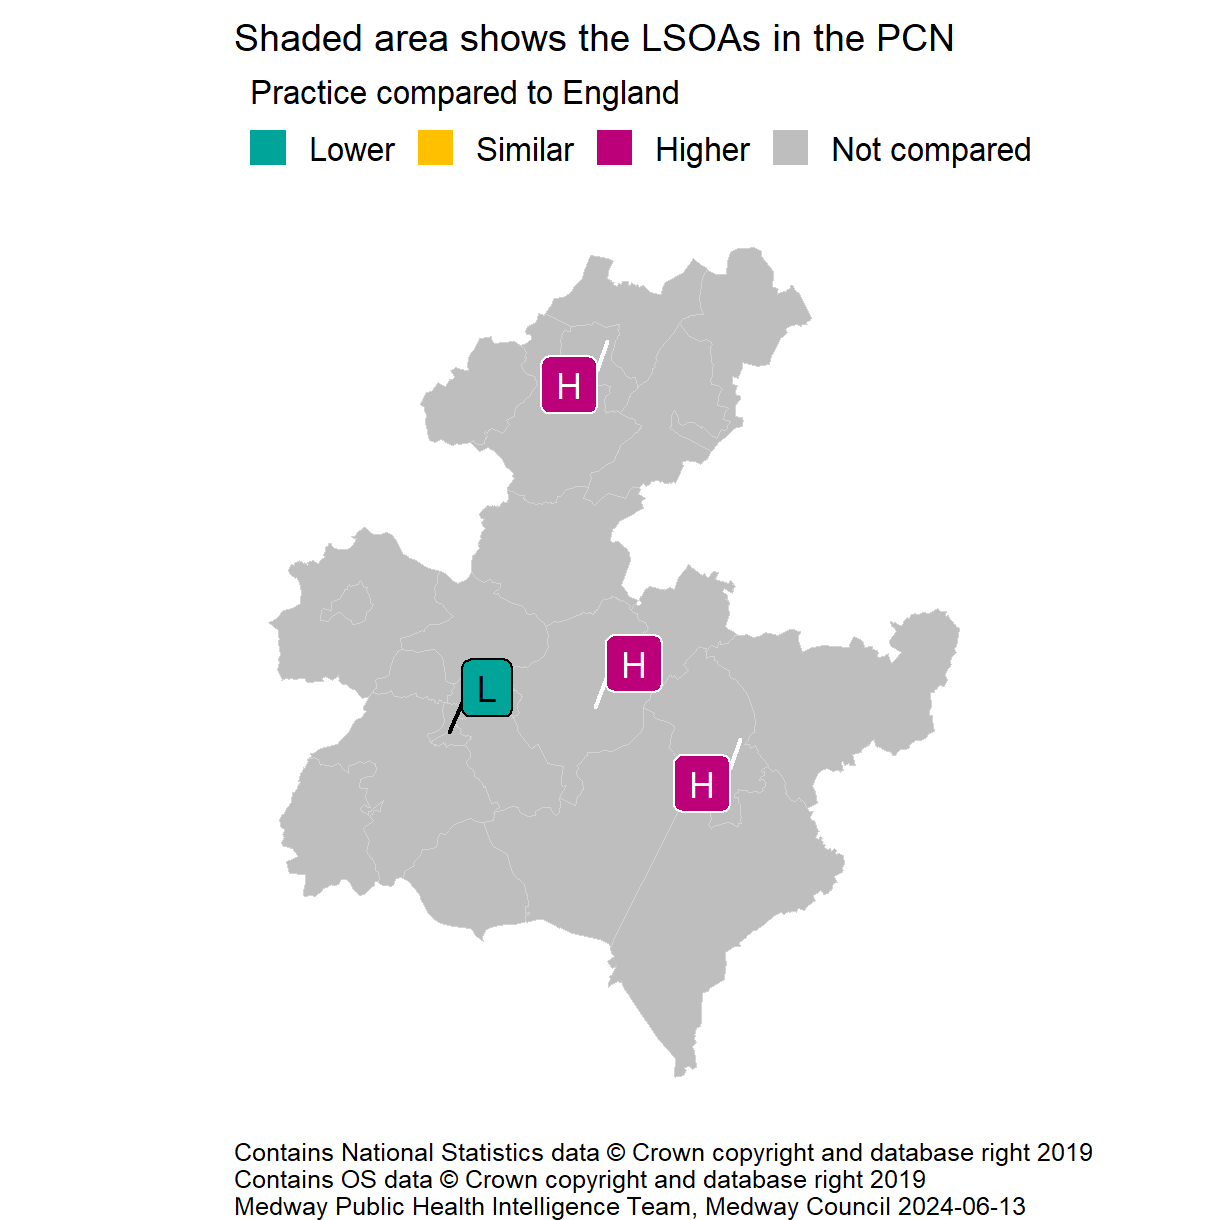 Shaded area shows the LSOAs in the PCN
Practice compared to England
Lower Similar Higher Not compared
H
H
L
H
Contains National Statistics data © Crown copyright and database right 2019
Contains OS data © Crown copyright and database right 2019
Medway Public Health Intelligence Team, Medway Council 2024-06-13